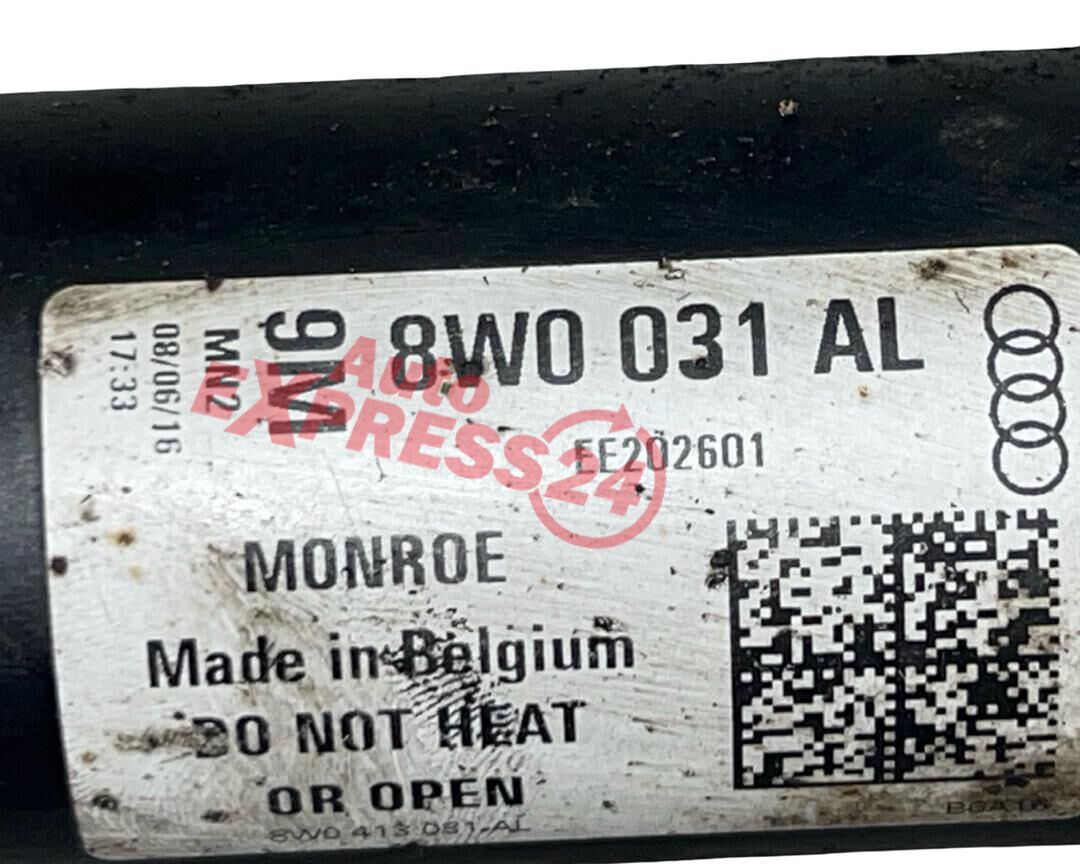 8W0 031 AL
9M
MN2
08/06/16
17:33
Auto
EXPRESS24
EE202601
MONROE
Made in Belgium
DO NOT HEAT
OR OPEN
8W0 413 031 AL